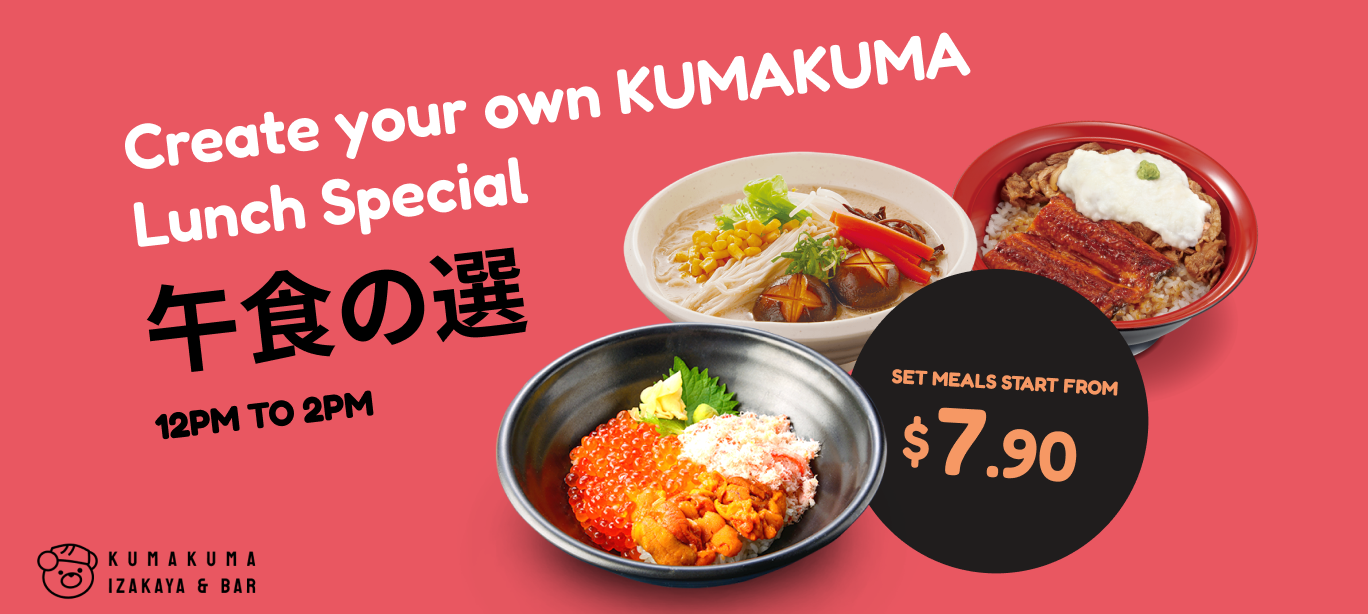 Create your own KUMAKUMA
Lunch Special
午食の選
12PM TO 2PM
SET MEALS START FROM
$7.90
KUMAKUMA
IZAKAYA & BAR